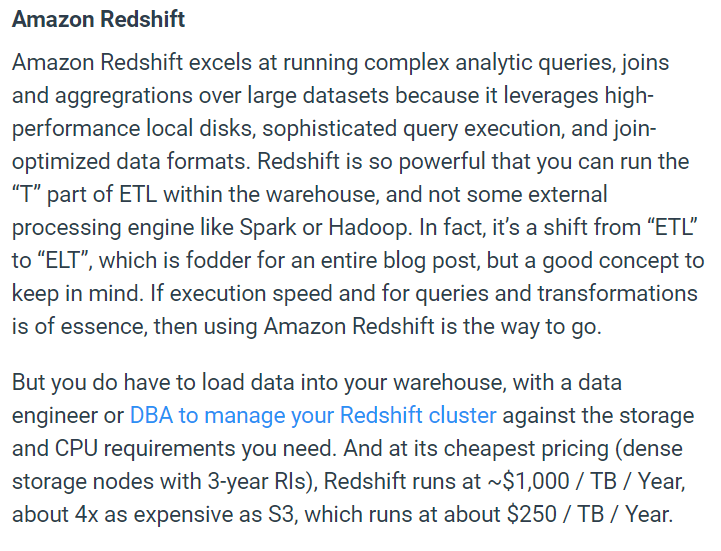 Amazon Redshift
Amazon Redshift excels at running complex analytic queries, joins
and aggregrations over large datasets because it leverages high-
performance local disks, sophisticated query execution, and join-
optimized data formats. Redshift is so powerful that you can run the
“T” part of ETL within the warehouse, and not some external
processing engine like Spark or Hadoop. In fact, it’s a shift from “ETL”
to “ELT”, which is fodder for an entire blog post, but a good concept to
keep in mind. If execution speed and for queries and transformations
is of essence, then using Amazon Redshift is the way to go.
But you do have to load data into your warehouse, with a data
engineer or DBA to manage your Redshift cluster against the storage
and CPU requirements you need. And at its cheapest pricing (dense
storage nodes with 3-year RIs), Redshift runs at ~$1,000 / TB / Year,
about 4x as expensive as S3, which runs at about $250 / TB / Year.